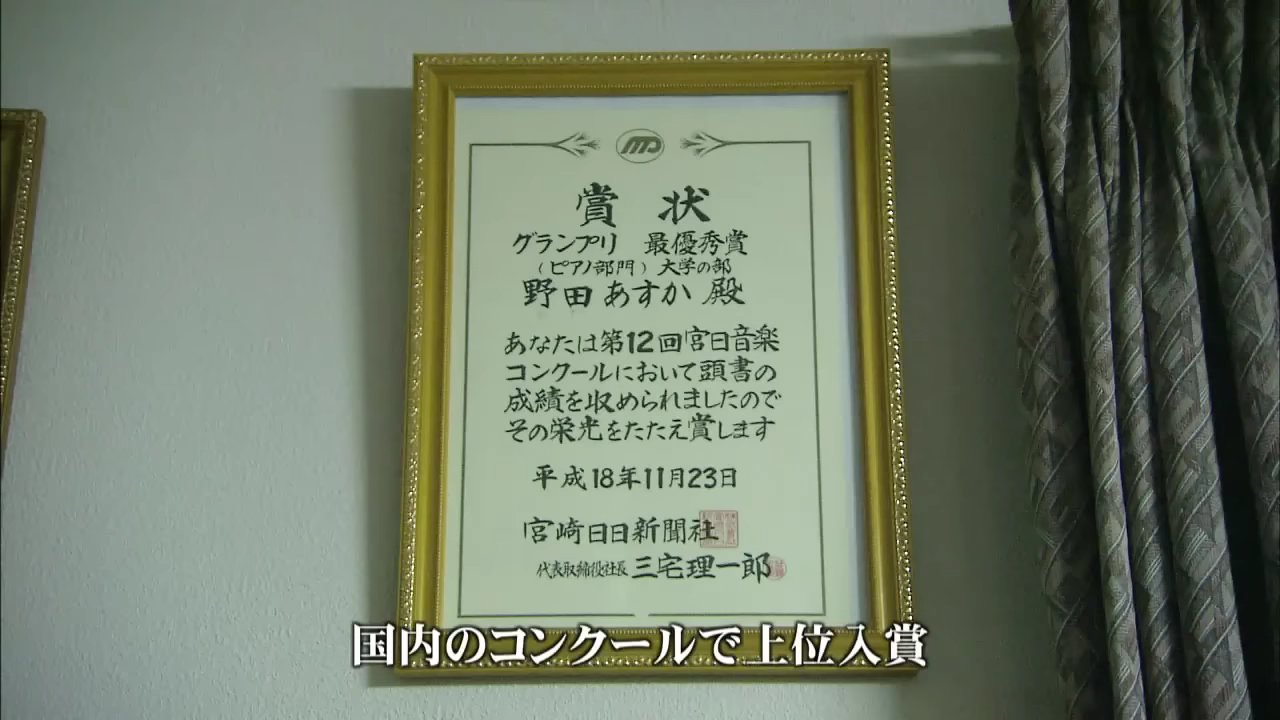 賞 状
グランプリ 最優秀賞
(ピアノ部門) 大学の部
野田 あすか 殿
あなたは第12回宮日音楽
コンクールにおいて頭書の
成績を収められましたので
その栄光をたたえ賞します
平成18年11月23日
宮崎日日新聞社
代表取締役社長 三宅理一郎
国内のコンクールで上位入賞